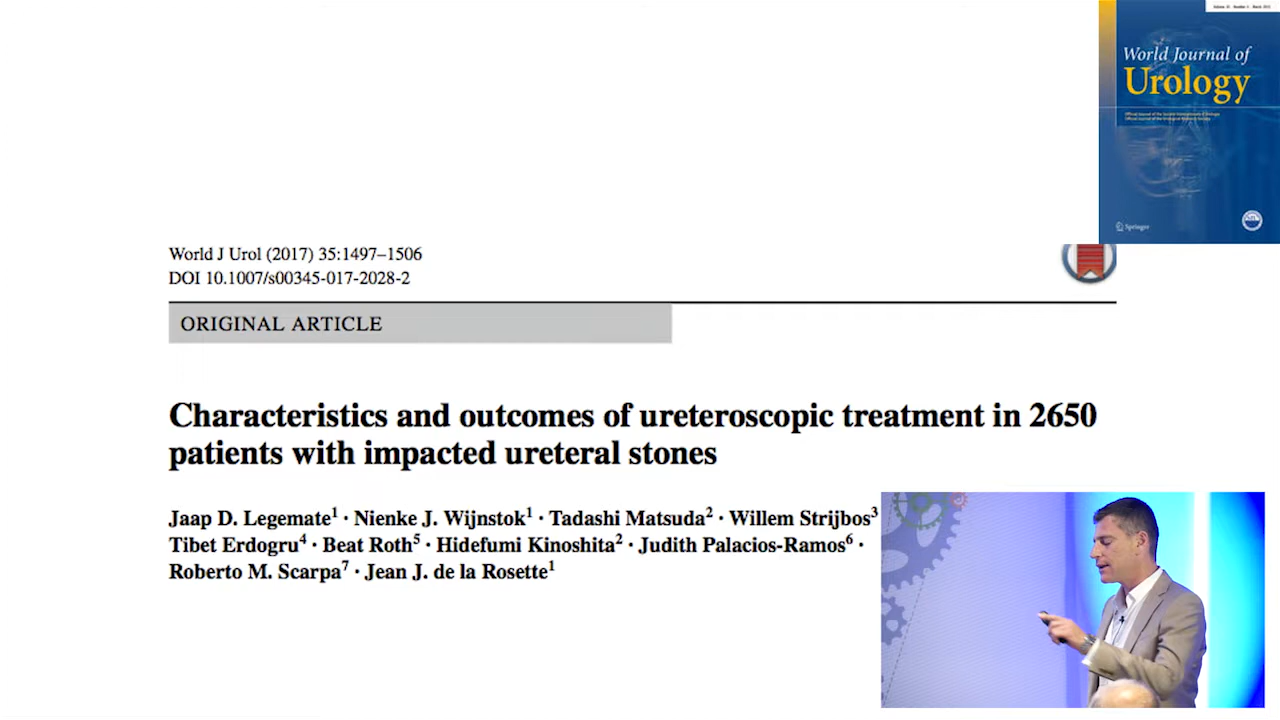 World Journal of
Urology
Springer
World J Urol (2017) 35:1497–1506
DOI 10.1007/s00345-017-2028-2
ORIGINAL ARTICLE
Characteristics and outcomes of ureteroscopic treatment in 2650
patients with impacted ureteral stones
Jaap D. Legemate¹ · Nienke J. Wijnstok¹ · Tadashi Matsuda² · Willem Strijbos³
Tibet Erdogru⁴ · Beat Roth⁵ · Hidefumi Kinoshita² · Judith Palacios-Ramos⁶ ·
Roberto M. Scarpa⁷ · Jean J. de la Rosette¹